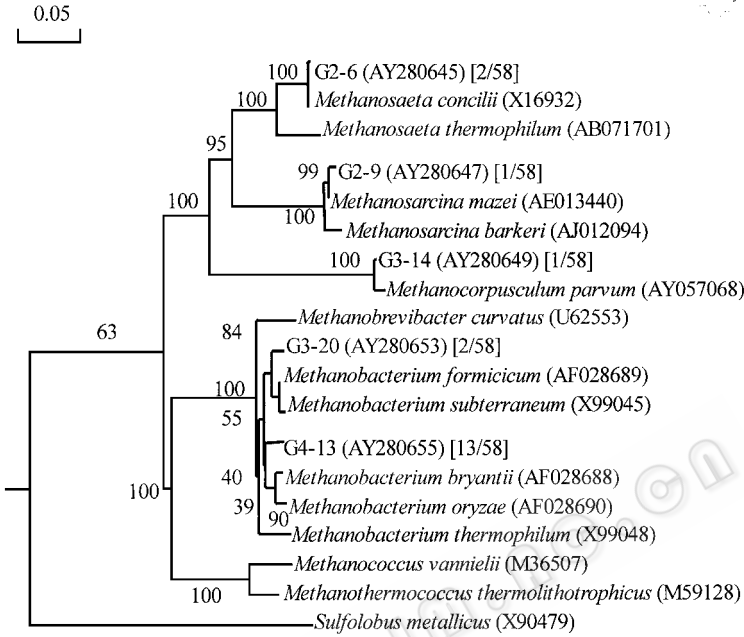 0.05
100
G2-6 (AY280645) [2/58]
Methanosaeta concilii (X16932)
100
Methanosaeta thermophilum (AB071701)
95
99
G2-9 (AY280647) [1/58]
Methanosarcina mazei (AE013440)
100
100
Methanosarcina barkeri (AJ012094)
100
G3-14 (AY280649) [1/58]
Methanocorpusculum parvum (AY057068)
63
84
Methanobrevibacter curvatus (U62553)
G3-20 (AY280653) [2/58]
100
Methanobacterium formicicum (AF028689)
55
Methanobacterium subterraneum (X99045)
G4-13 (AY280655) [13/58]
40
Methanobacterium bryantii (AF028688)
100
39
90
Methanobacterium oryzae (AF028690)
Methanobacterium thermophilum (X99048)
Methanococcus vannielii (M36507)
100
Methanothermococcus thermolithotrophicus (M59128)
Sulfolobus metallicus (X90479)